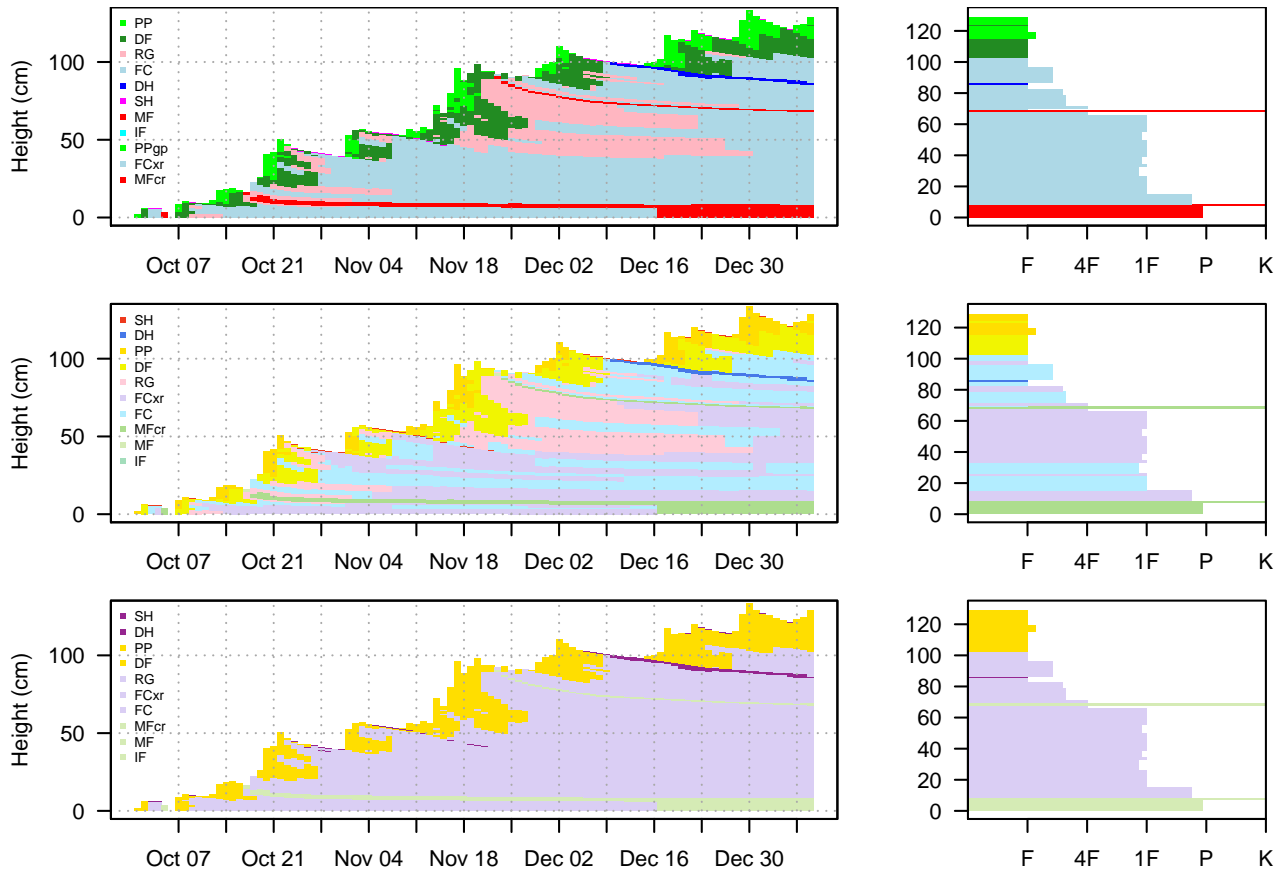 Height (cm)
100
50
0
PP
DF
RG
FC
DH
SH
MF
IF
PPgp
FCxr
MFcr
Oct 07 Oct 21 Nov 04 Nov 18 Dec 02 Dec 16 Dec 30
120
100
80
60
40
20
0
F 4F 1F P K
Height (cm)
100
50
0
SH
DH
PP
DF
RG
FCxr
FC
MFcr
MF
IF
Oct 07 Oct 21 Nov 04 Nov 18 Dec 02 Dec 16 Dec 30
120
100
80
60
40
20
0
F 4F 1F P K
Height (cm)
100
50
0
SH
DH
PP
DF
RG
FCxr
FC
MFcr
MF
IF
Oct 07 Oct 21 Nov 04 Nov 18 Dec 02 Dec 16 Dec 30
120
100
80
60
40
20
0
F 4F 1F P K